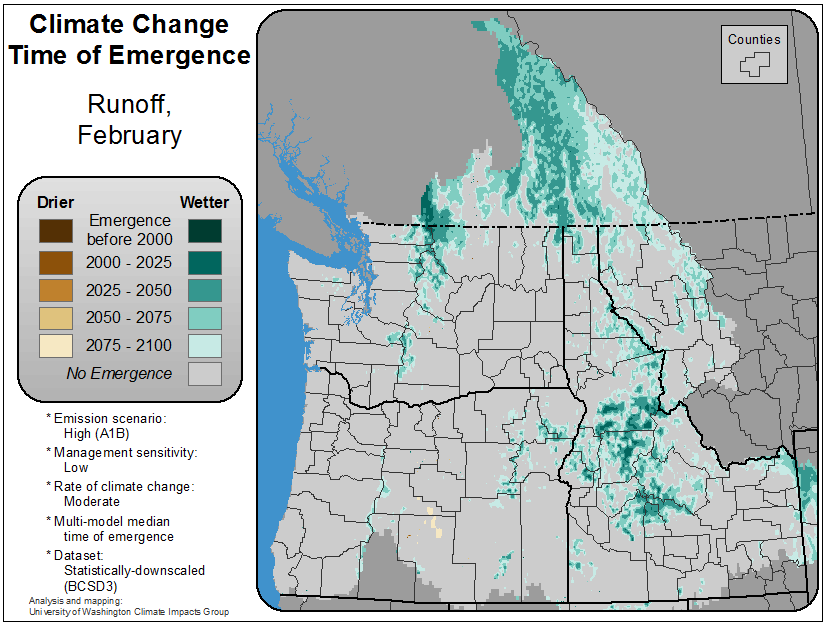 Climate Change
Time of Emergence
Runoff,
February
Drier
Wetter
Emergence
before 2000
2000 - 2025
2025 - 2050
2050 - 2075
2075 - 2100
No Emergence
* Emission scenario:
High (A1B)
* Management sensitivity:
Low
* Rate of climate change:
Moderate
* Multi-model median
time of emergence
* Dataset:
Statistically-downscaled
(BCSD3)
Analysis and mapping:
University of Washington Climate Impacts Group
Counties